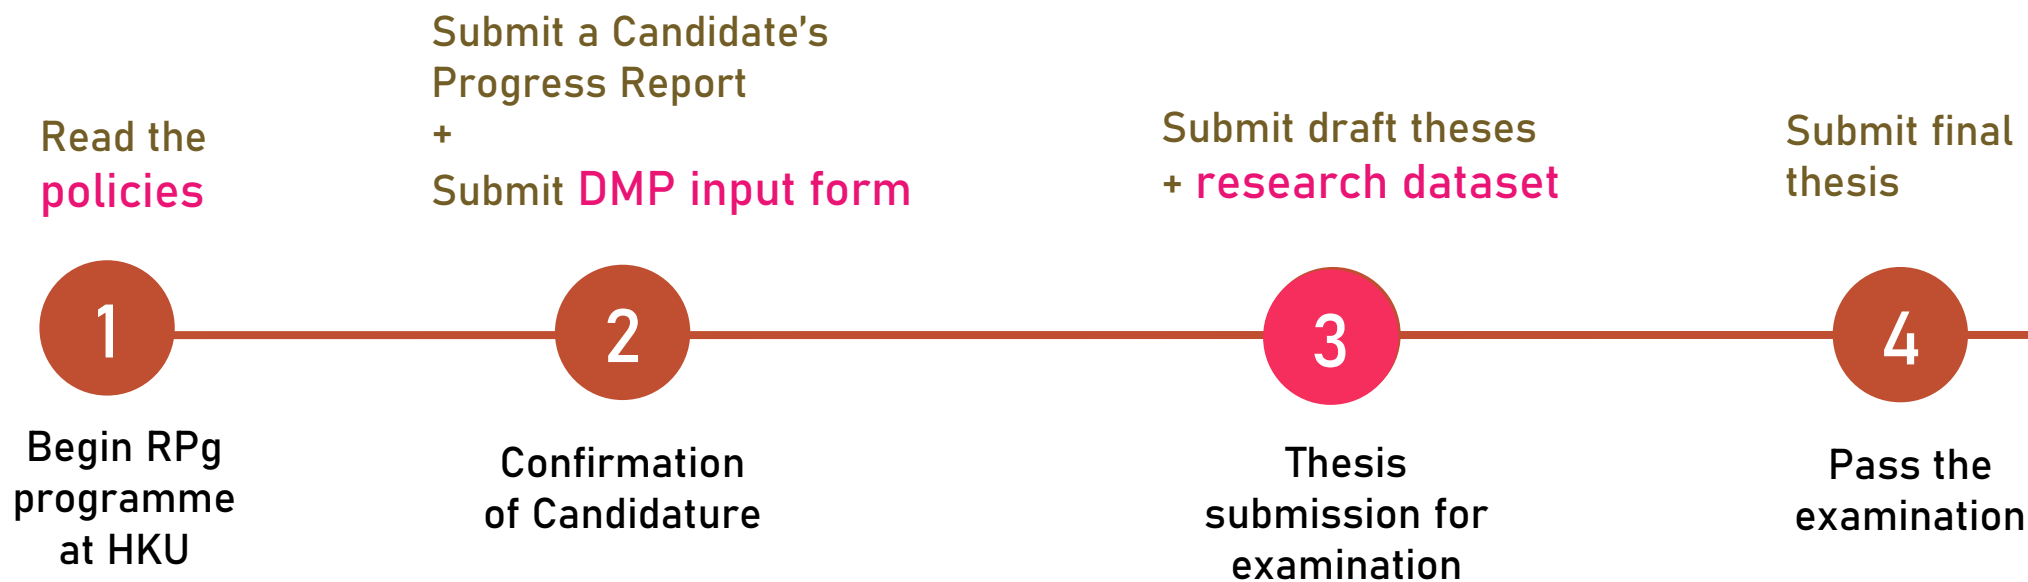 Read the
policies
Submit a Candidate’s
Progress Report
+
Submit DMP input form
Submit draft theses
+ research dataset
Submit final
thesis
1
2
3
4
Begin RPg
programme
at HKU
Confirmation
of Candidature
Thesis
submission for
examination
Pass the
examination